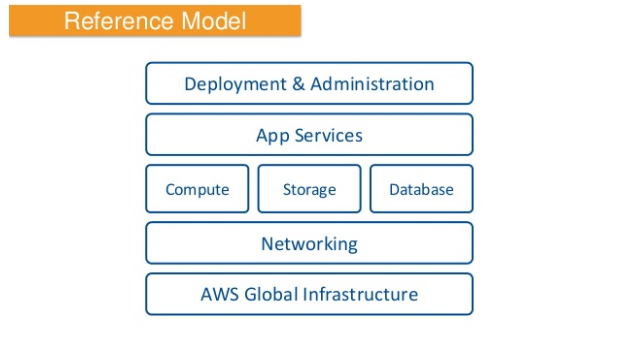 Reference Model
Deployment & Administration
App Services
Compute
Storage
Database
Networking
AWS Global Infrastructure